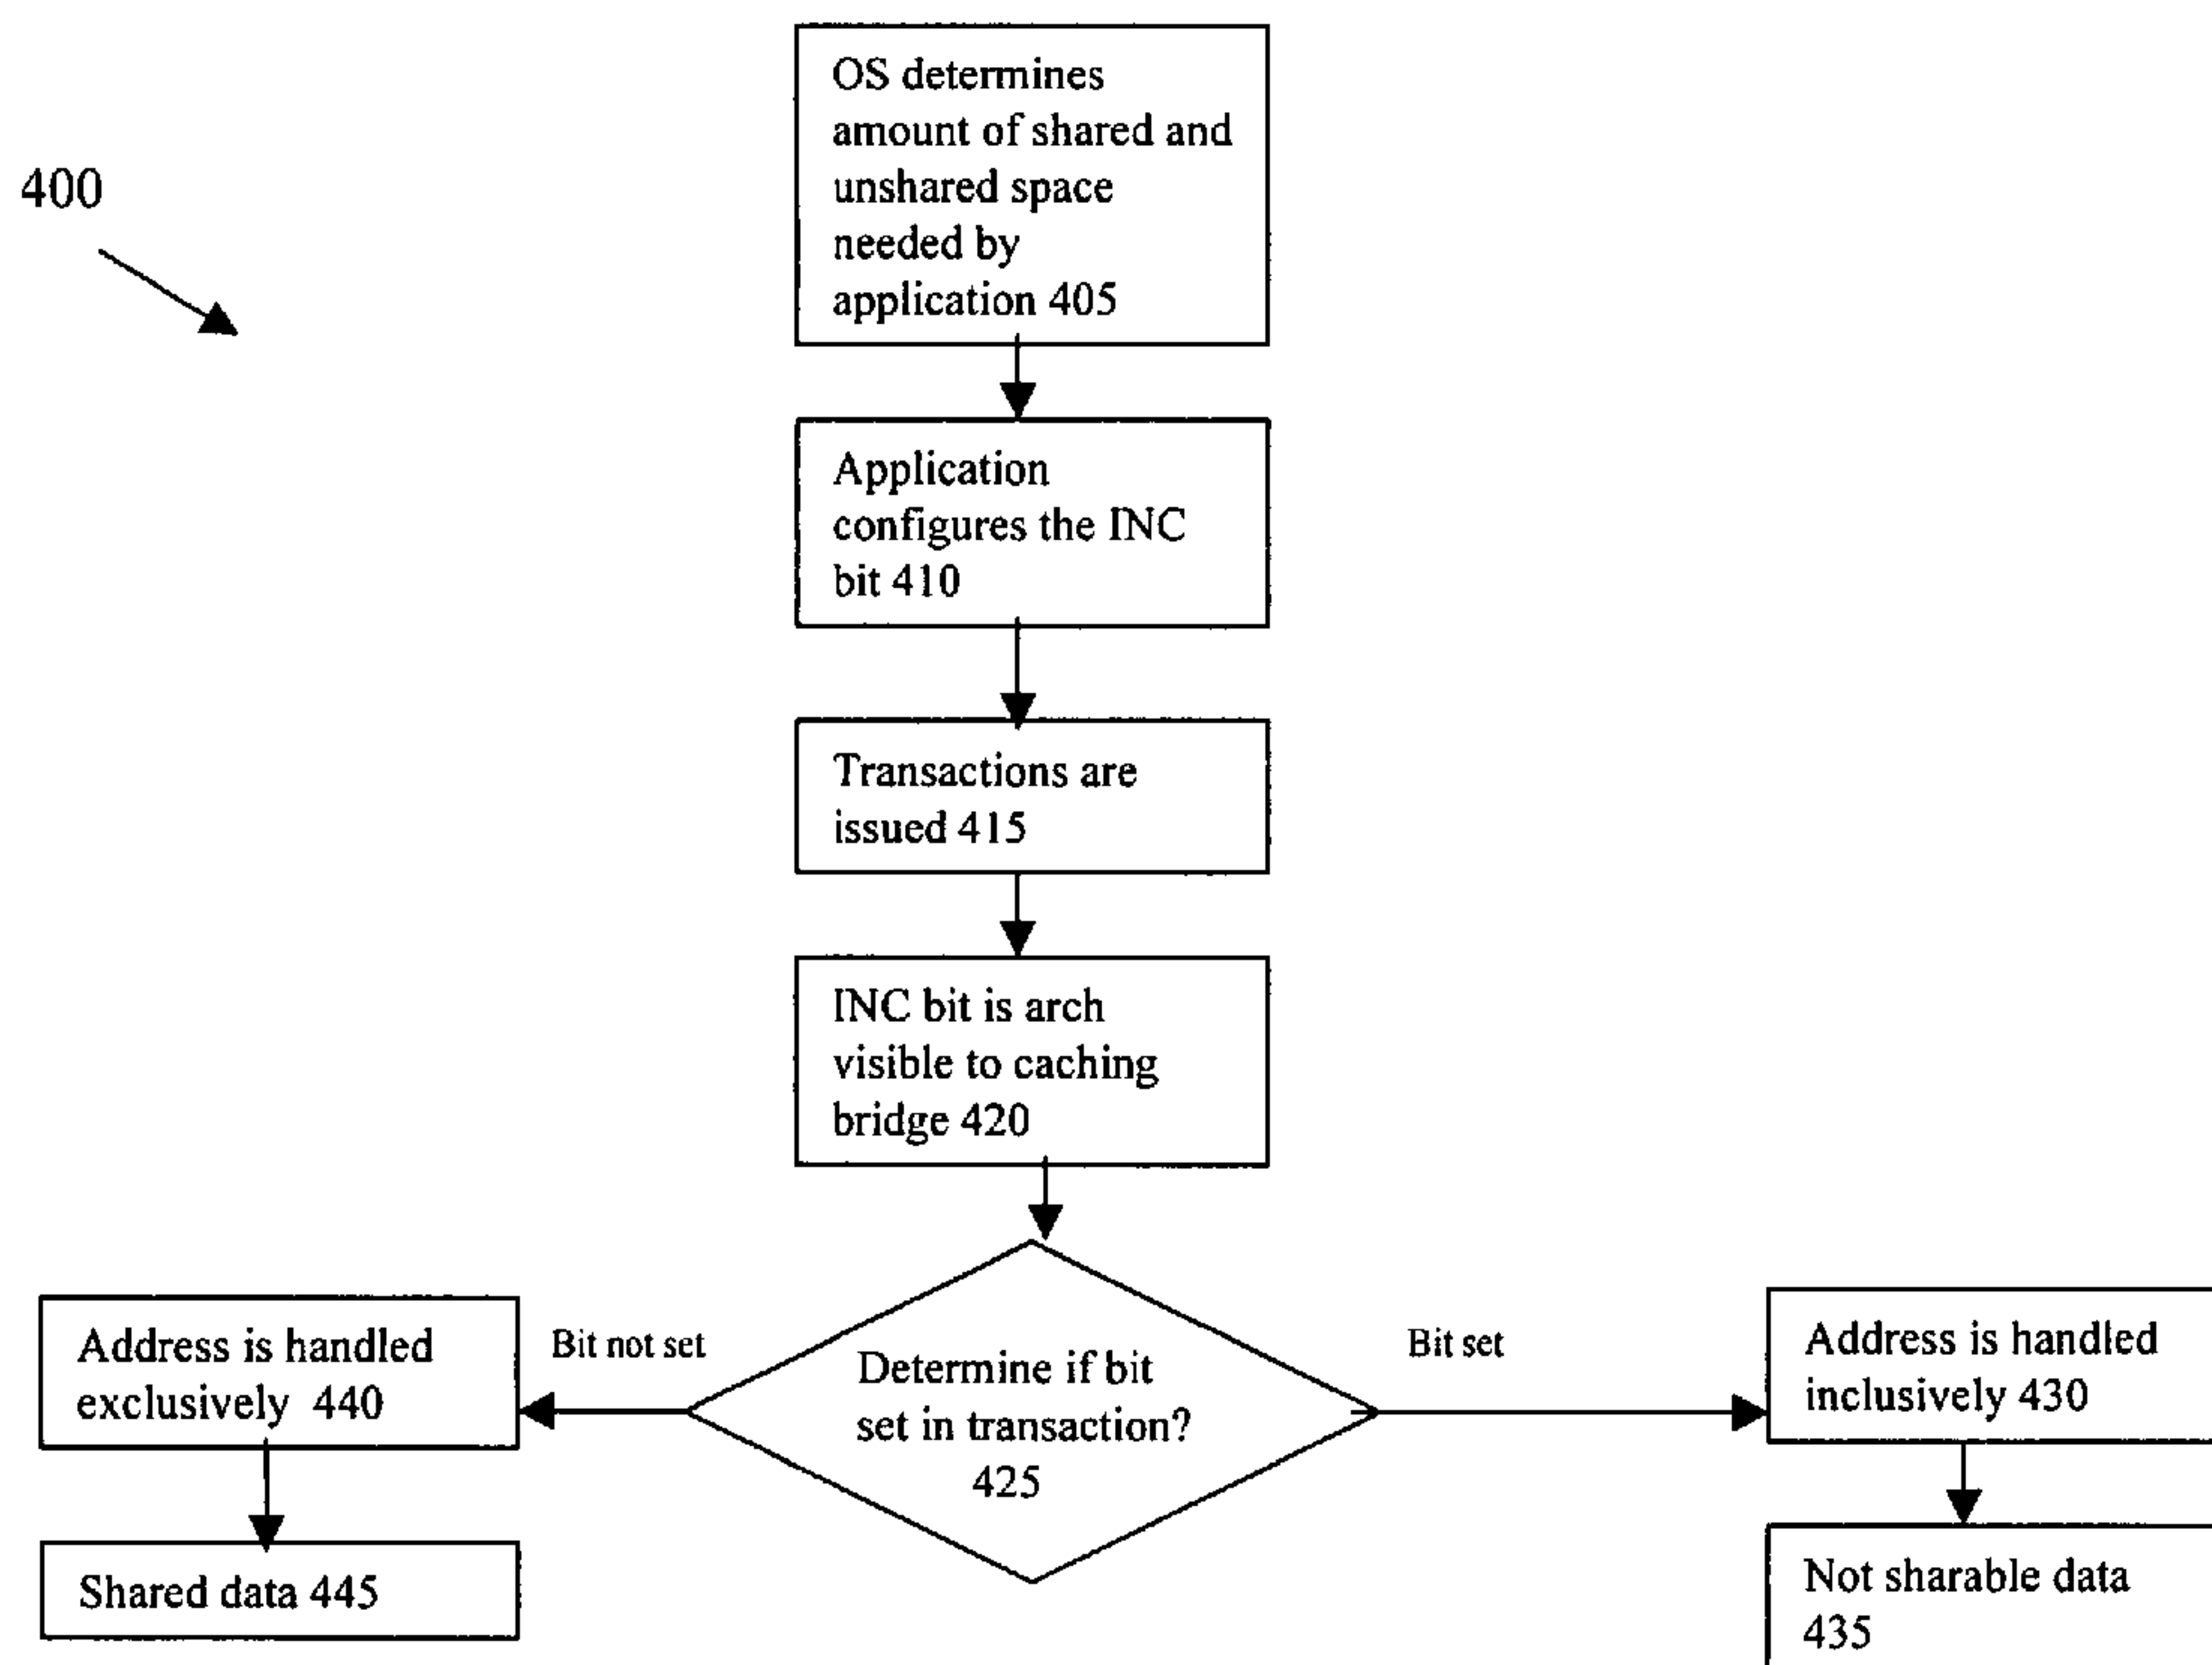 OS determines
amount of shared and
unshared space
needed by
application 405
400
Application
configures the INC
bit 410
Transactions are
issued 415
INC bit is arch
visible to caching
bridge 420
Address is handled
exclusively 440
Bit not set
Determine if bit
set in transaction?
425
Bit set
Address is handled
inclusively 430
Shared data 445
Not sharable data
435